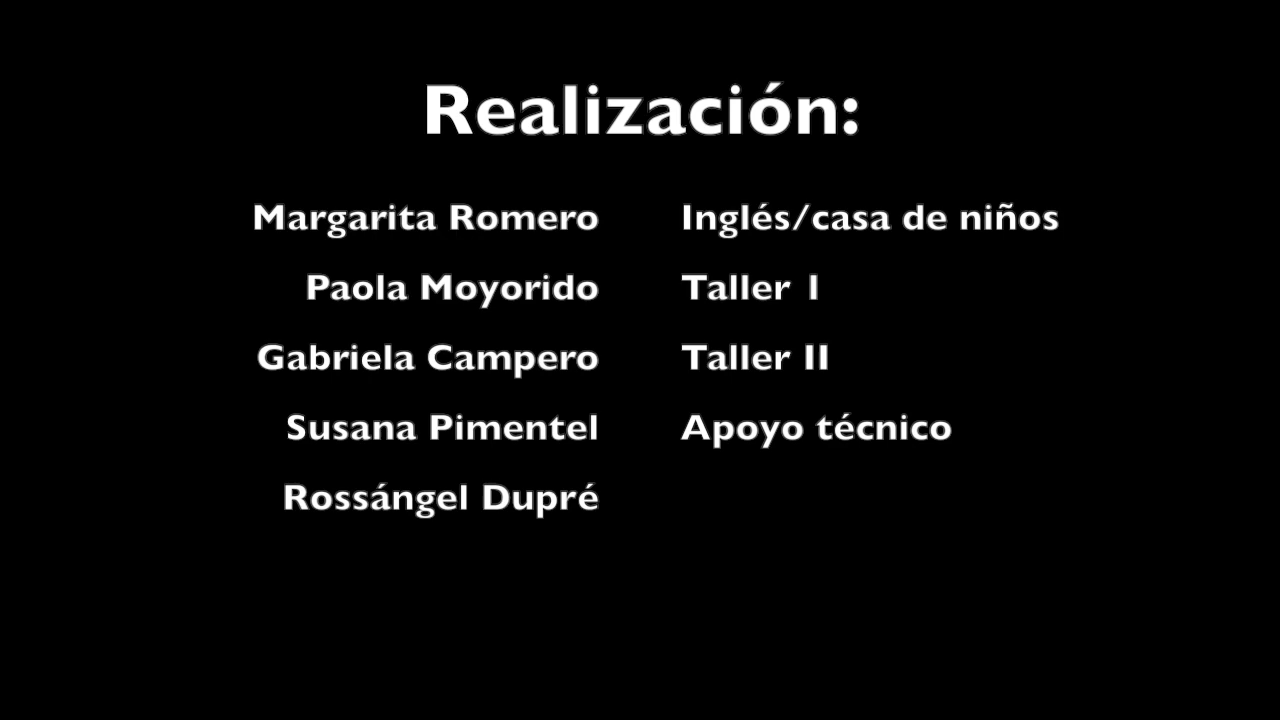 Realización:
Margarita Romero Inglés/casa de niños
Paola Moyorido Taller 1
Gabriela Campero Taller II
Susana Pimentel Apoyo técnico
Rossángel Dupré